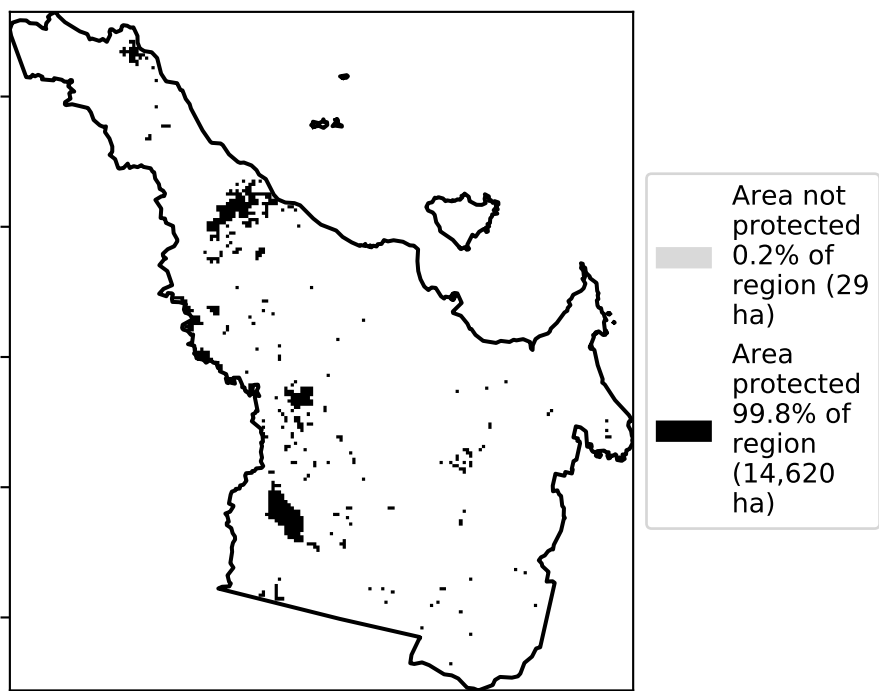 Area not
protected
0.2% of
region (29
ha)
Area
protected
99.8% of
region
(14,620
ha)